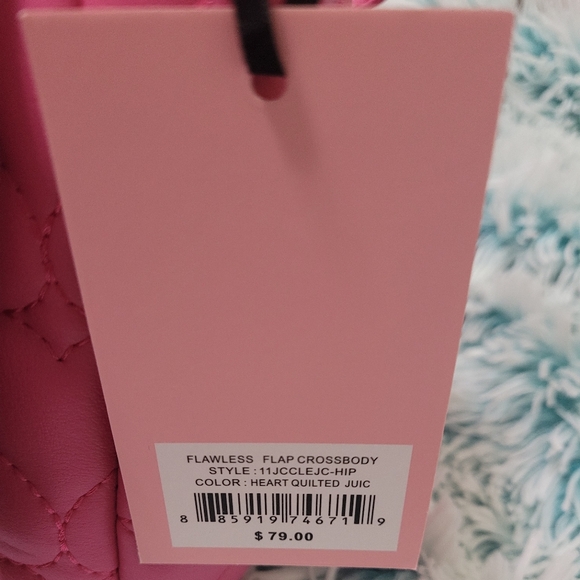 FLAWLESS FLAP CROSSBODY
STYLE : 11JCCLEJC-HIP
COLOR : HEART QUILTED JUIC
8 85919 74671 9
$ 79.00